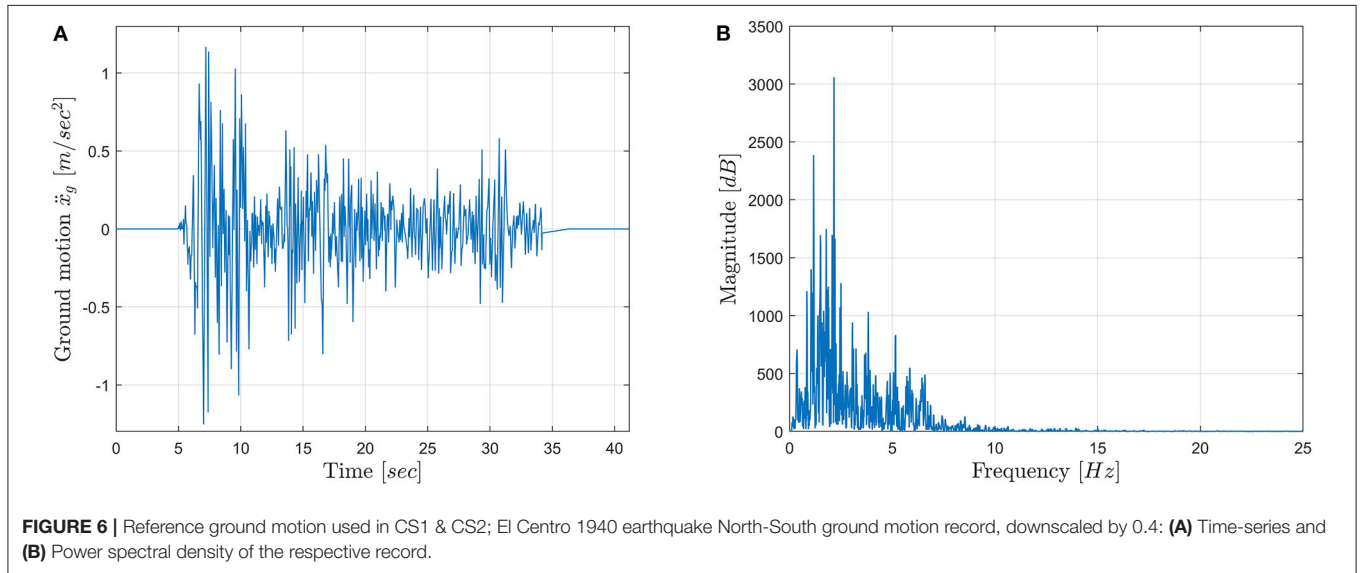 A
Ground motion ẍ_g [m/sec²]
1
0.5
0
-0.5
-1
0 5 10 15 20 25 30 35 40
Time [sec]
B
Magnitude [dB]
3500
3000
2500
2000
1500
1000
500
0
0 5 10 15 20 25
Frequency [Hz]
FIGURE 6 | Reference ground motion used in CS1 & CS2; El Centro 1940 earthquake North-South ground motion record, downscaled by 0.4: (A) Time-series and
(B) Power spectral density of the respective record.